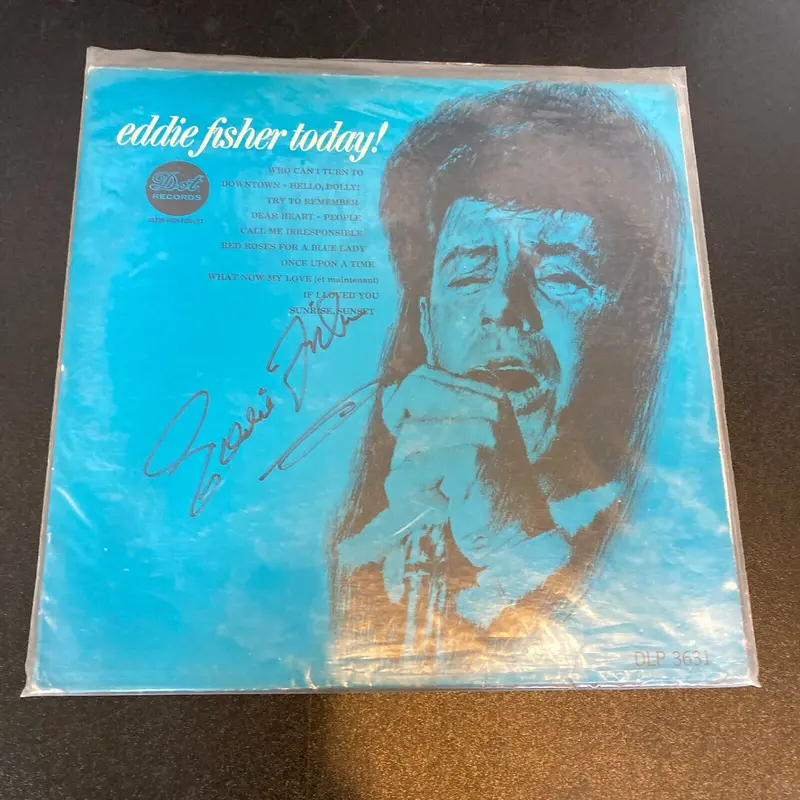 eddie fisher today!
Dot
RECORDS
WHO CAN I TURN TO
DOWNTOWN • HELLO, DOLLY!
TRY TO REMEMBER
DEAR HEART • PEOPLE
CALL ME IRRESPONSIBLE
RED ROSES FOR A BLUE LADY
ONCE UPON A TIME
WHAT NOW MY LOVE (et maintenant)
IF I LOVED YOU
SUNRISE, SUNSET
Eddie Fisher
DLP 3631